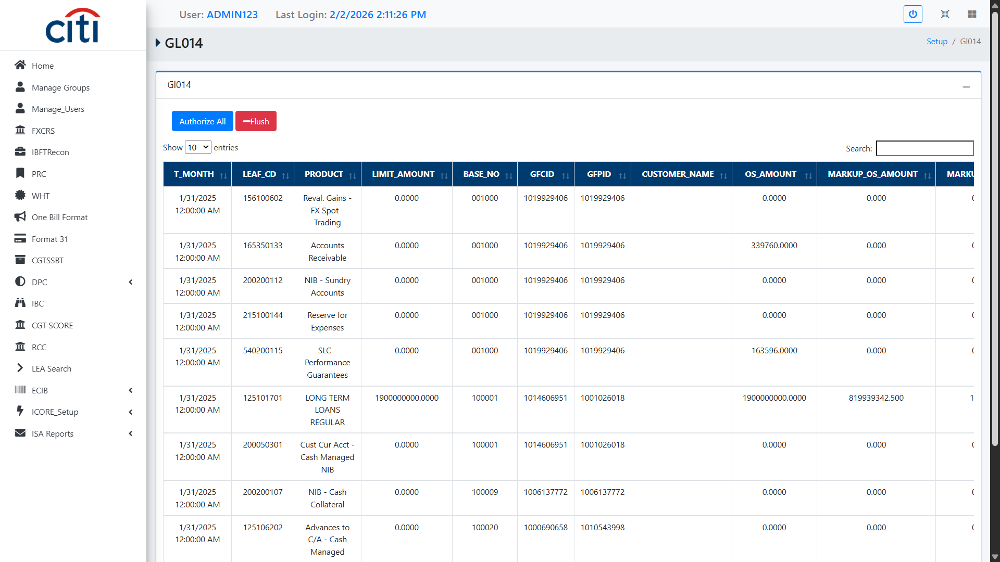 citi
User: ADMIN123 Last Login: 2/2/2026 2:11:26 PM
GL014
Setup / Gl014
Home
Manage Groups
Manage_Users
FXCRS
IBFTRecon
PRC
WHT
One Bill Format
Format 31
CGTSSBT
DPC
IBC
CGT SCORE
RCC
LEA Search
ECIB
ICORE_Setup
ISA Reports
Gl014
Authorize All Flush
Show 10 entries
Search:
T_MONTH LEAF_CD PRODUCT LIMIT_AMOUNT BASE_NO GFCID GFPID CUSTOMER_NAME OS_AMOUNT MARKUP_OS_AMOUNT
1/31/2025 156100602 Reval. Gains - 0.0000 001000 1019929406 1019929406 0.0000 0.000
12:00:00 AM FX Spot -
Trading
1/31/2025 165350133 Accounts 0.0000 001000 1019929406 1019929406 339760.0000 0.000
12:00:00 AM Receivable
1/31/2025 200200112 NIB - Sundry 0.0000 001000 1019929406 1019929406 0.0000 0.000
12:00:00 AM Accounts
1/31/2025 215100144 Reserve for 0.0000 001000 1019929406 1019929406 0.0000 0.000
12:00:00 AM Expenses
1/31/2025 540200115 SLC - 0.0000 001000 1019929406 1019929406 163596.0000 0.000
12:00:00 AM Performance
Guarantees
1/31/2025 125101701 LONG TERM 1900000000.0000 100001 1014606951 1001026018 1900000000.0000 819939342.500
12:00:00 AM LOANS
REGULAR
1/31/2025 200050301 Cust Cur Acct - 0.0000 100001 1014606951 1001026018 0.0000 0.000
12:00:00 AM Cash Managed
NIB
1/31/2025 200200107 NIB - Cash 0.0000 100009 1006137772 1006137772 0.0000 0.000
12:00:00 AM Collateral
1/31/2025 125106202 Advances to 0.0000 100020 1000690658 1010543998 0.0000 0.000
12:00:00 AM C/A - Cash
Managed